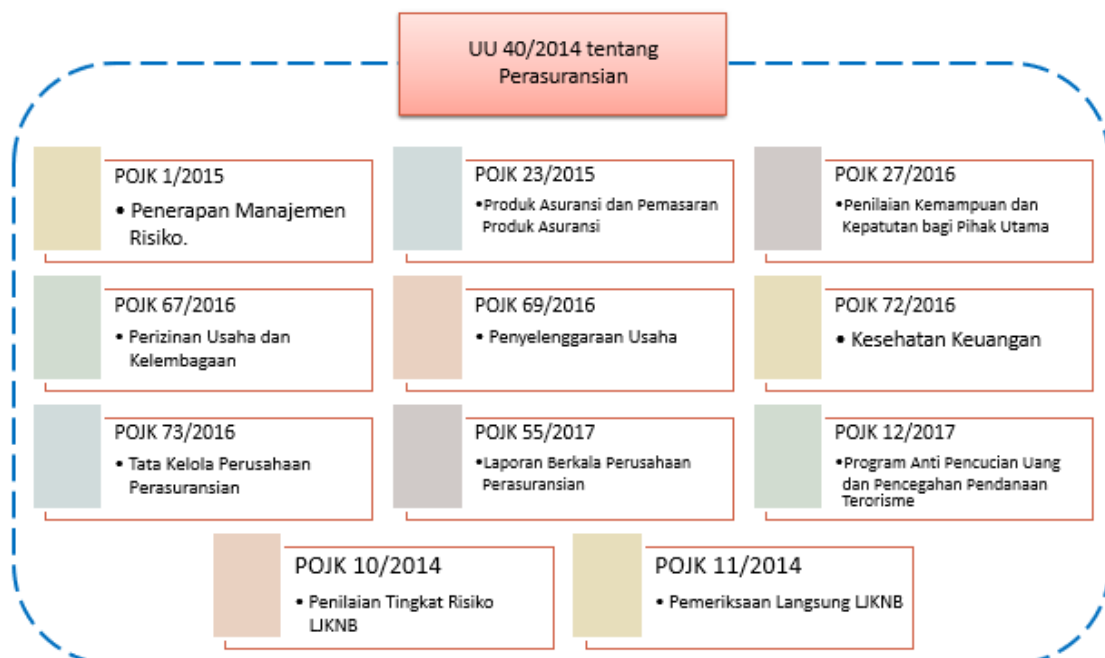 UU 40/2014 tentang
Perasuransian
POJK 1/2015
• Penerapan Manajemen
Risiko.
POJK 23/2015
• Produk Asuransi dan Pemasaran
Produk Asuransi
POJK 27/2016
• Penilaian Kemampuan dan
Kepatutan bagi Pihak Utama
POJK 67/2016
• Perizinan Usaha dan
Kelembagaan
POJK 69/2016
• Penyelenggaraan Usaha
POJK 72/2016
• Kesehatan Keuangan
POJK 73/2016
• Tata Kelola Perusahaan
Perasuransian
POJK 55/2017
• Laporan Berkala Perusahaan
Perasuransian
POJK 12/2017
• Program Anti Pencucian Uang
dan Pencegahan Pendanaan
Terorisme
POJK 10/2014
• Penilaian Tingkat Risiko
LJKNB
POJK 11/2014
• Pemeriksaan Langsung LJKNB